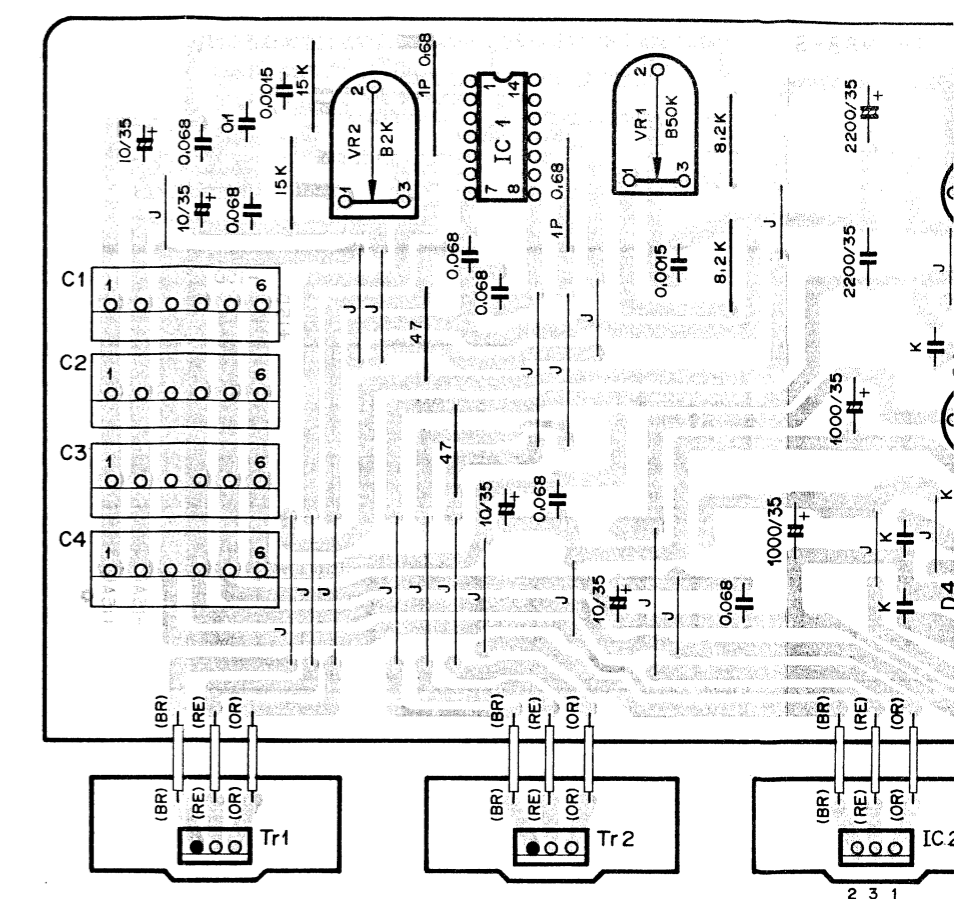 10/35 +
0,068
0,1
0,0015
15 K
VR2
B2K
2
1
3
1P 0,68
1 14
IC 1
7 8
1P 0,68
VR1
B50K
2
1
3
8,2K
2200/35 +
J
10/35 +
0,068
15K
0,068
0,068
0,0015
8,2 K
J
2200/35
J
C1
1 6
J
J
47
J
J
J
K
C2
1 6
1000/35 +
K
C3
1 6
47
10/35 +
0,068
1000/35 +
J
K
J
K
C4
1 6
J
J
J
J
J
J
J
J
10/35 +
J
J
0,068
K
D4
(BR) (RE) (OR)
(BR) (RE) (OR)
(BR) (RE) (OR)
(BR) (RE) (OR)
(BR) (RE) (OR)
(BR) (RE) (OR)
Tr1
Tr2
IC.2
2 3 1